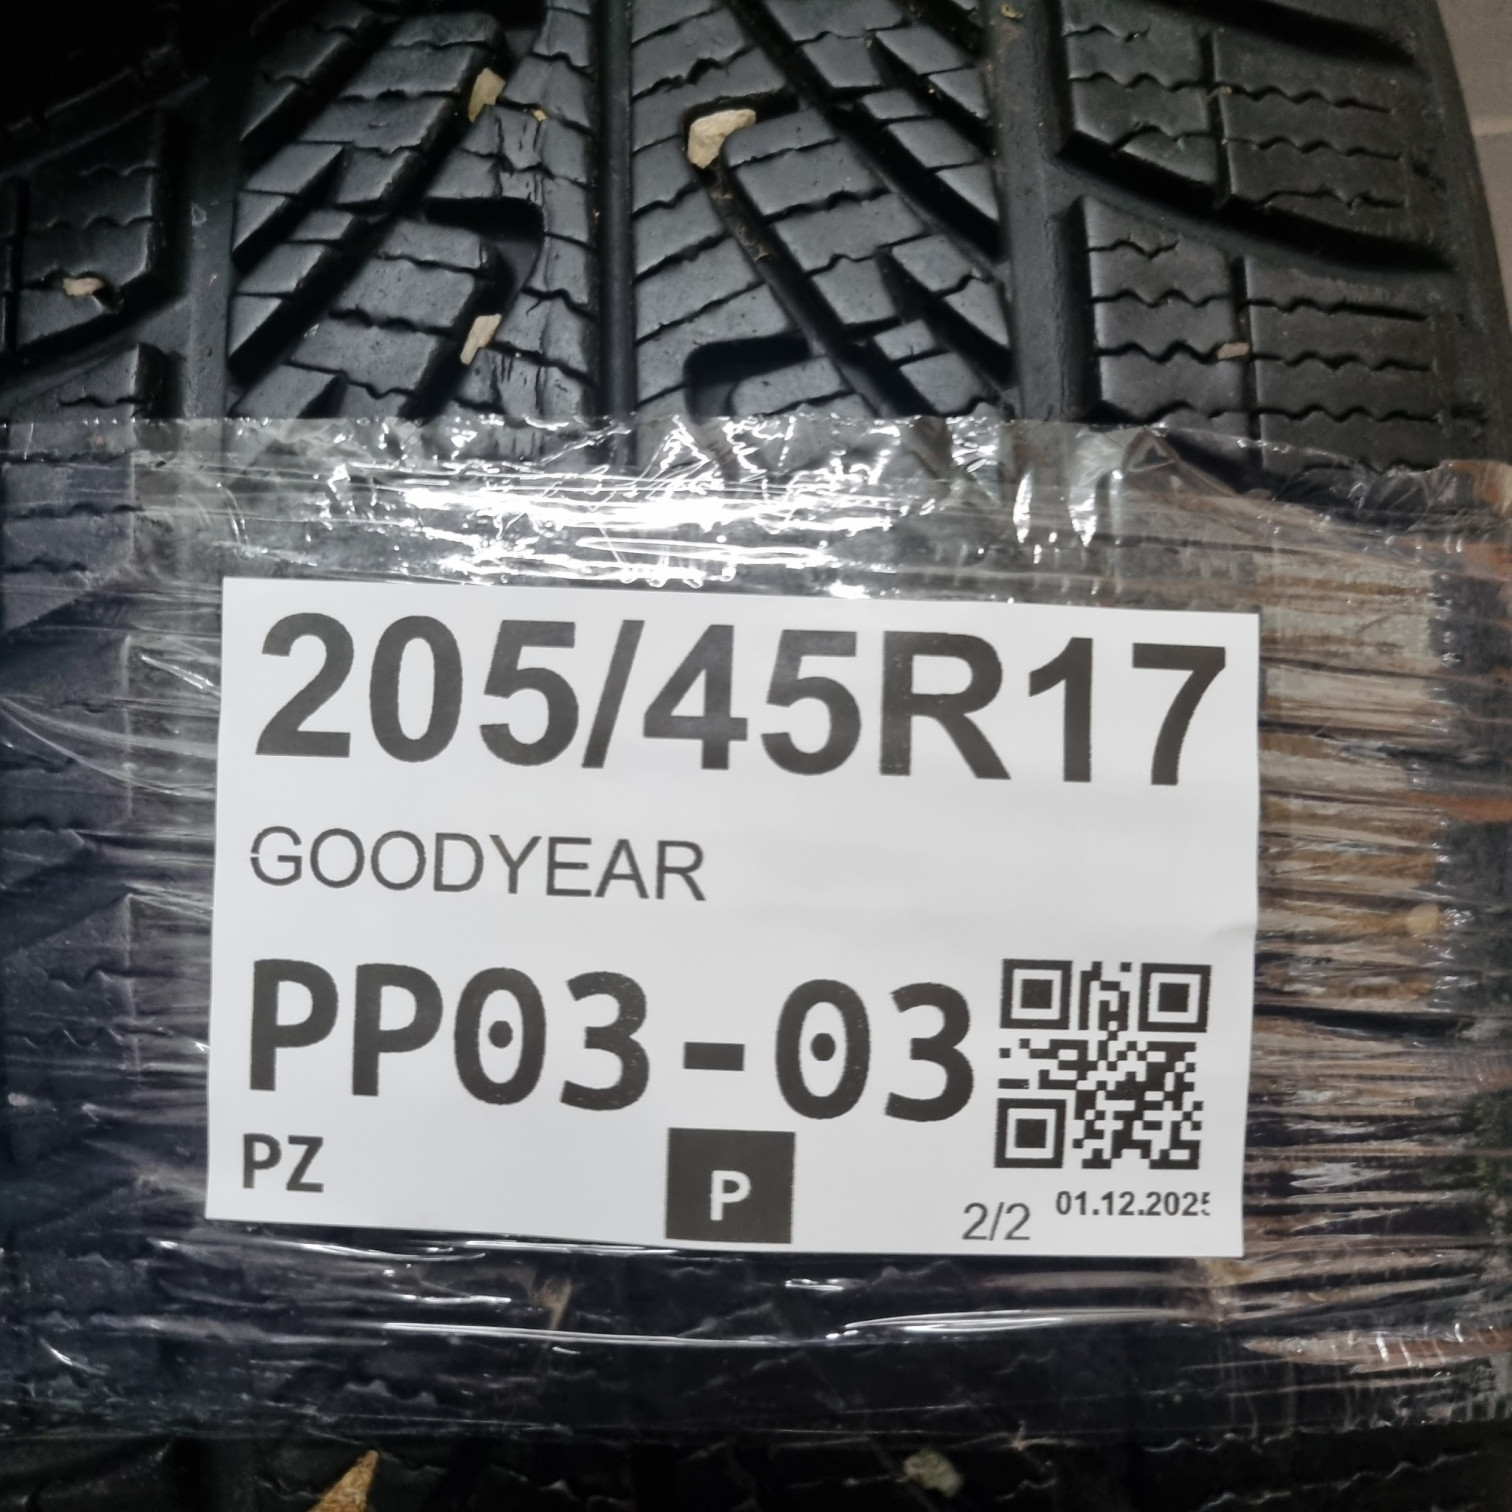 205/45R17
GOODYEAR
PP03-03
PZ
P
2/2 01.12.2025